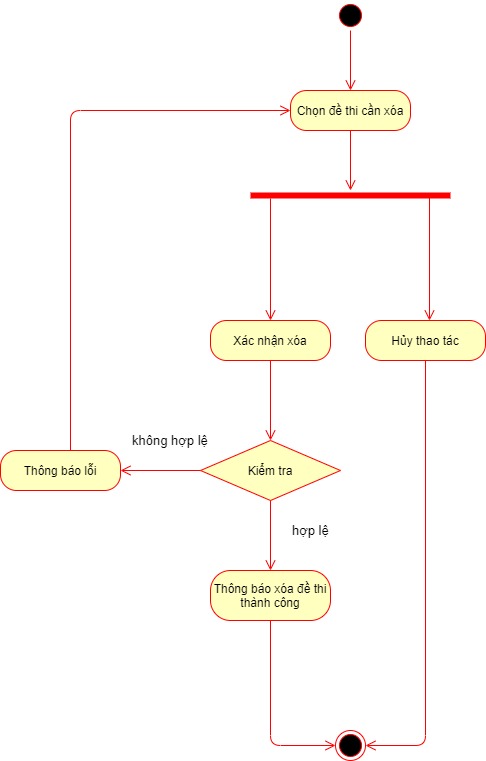 Chọn đề thi cần xóa
Xác nhận xóa
Hủy thao tác
không hợp lệ
Thông báo lỗi
Kiểm tra
hợp lệ
Thông báo xóa đề thi
thành công